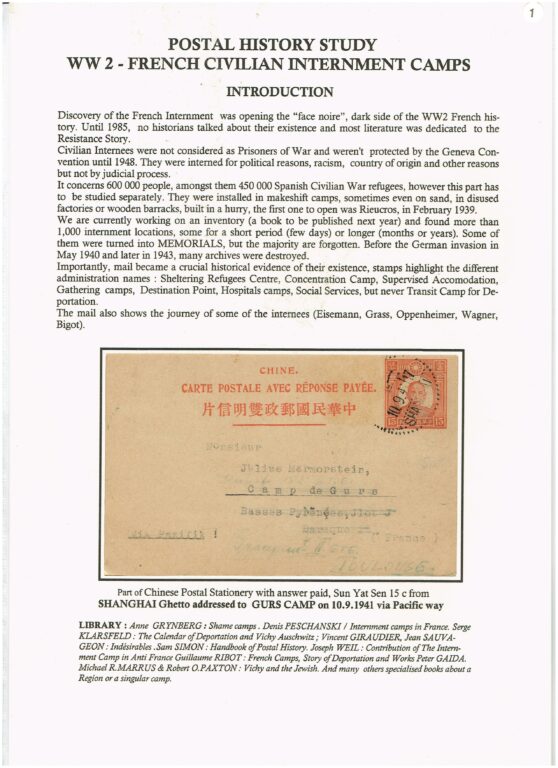 1
POSTAL HISTORY STUDY
WW 2 - FRENCH CIVILIAN INTERNMENT CAMPS
INTRODUCTION
Discovery of the French Internment was opening the "face noire", dark side of the WW2 French his-
tory. Until 1985, no historians talked about their existence and most literature was dedicated to the
Resistance Story.
Civilian Internees were not considered as Prisoners of War and weren't protected by the Geneva Con-
vention until 1948. They were interned for political reasons, racism, country of origin and other reasons
but not by judicial process.
It concerns 600 000 people, amongst them 450 000 Spanish Civilian War refugees, however this part has
to be studied separately. They were installed in makeshift camps, sometimes even on sand, in disused
factories or wooden barracks, built in a hurry, the first one to open was Rieucros, in February 1939.
We are currently working on an inventory (a book to be published next year) and found more than
1,000 internment locations, some for a short period (few days) or longer (months or years). Some of
them were turned into MEMORIALS, but the majority are forgotten. Before the German invasion in
May 1940 and later in 1943, many archives were destroyed.
Importantly, mail became a crucial historical evidence of their existence, stamps highlight the different
administration names : Sheltering Refugees Centre, Concentration Camp, Supervised Accomodation,
Gathering camps, Destination Point, Hospitals camps, Social Services, but never Transit Camp for De-
portation.
The mail also shows the journey of some of the internees (Eisemann, Grass, Oppenheimer, Wagner,
Bigot).
CHINE.
CARTE POSTALE AVEC RÉPONSE PAYÉE.
片信明雙政郵國民華中
15 15
10.9.41
Monsieur
Julius Marmorstein,
Camp de Gurs
Basses Pyrénées, Ilot J
Baraque
( France )
via Pacific !
TOULOUSE
Part of Chinese Postal Stationery with answer paid, Sun Yat Sen 15 c from
SHANGHAI Ghetto addressed to GURS CAMP on 10.9.1941 via Pacific way
LIBRARY : Anne GRYNBERG : Shame camps . Denis PESCHANSKI / Internment camps in France. Serge
KLARSFELD : The Calendar of Deportation and Vichy Auschwitz ; Vincent GIRAUDIER, Jean SAUVA-
GEON : Indésirables .Sam SIMON : Handbook of Postal History. Joseph WEIL : Contribution of The Intern-
ment Camp in Anti France Guillaume RIBOT : French Camps, Story of Deportation and Works Peter GAIDA.
Michael R.MARRUS & Robert O.PAXTON : Vichy and the Jewish. And many others specialised books about a
Region or a singular camp.